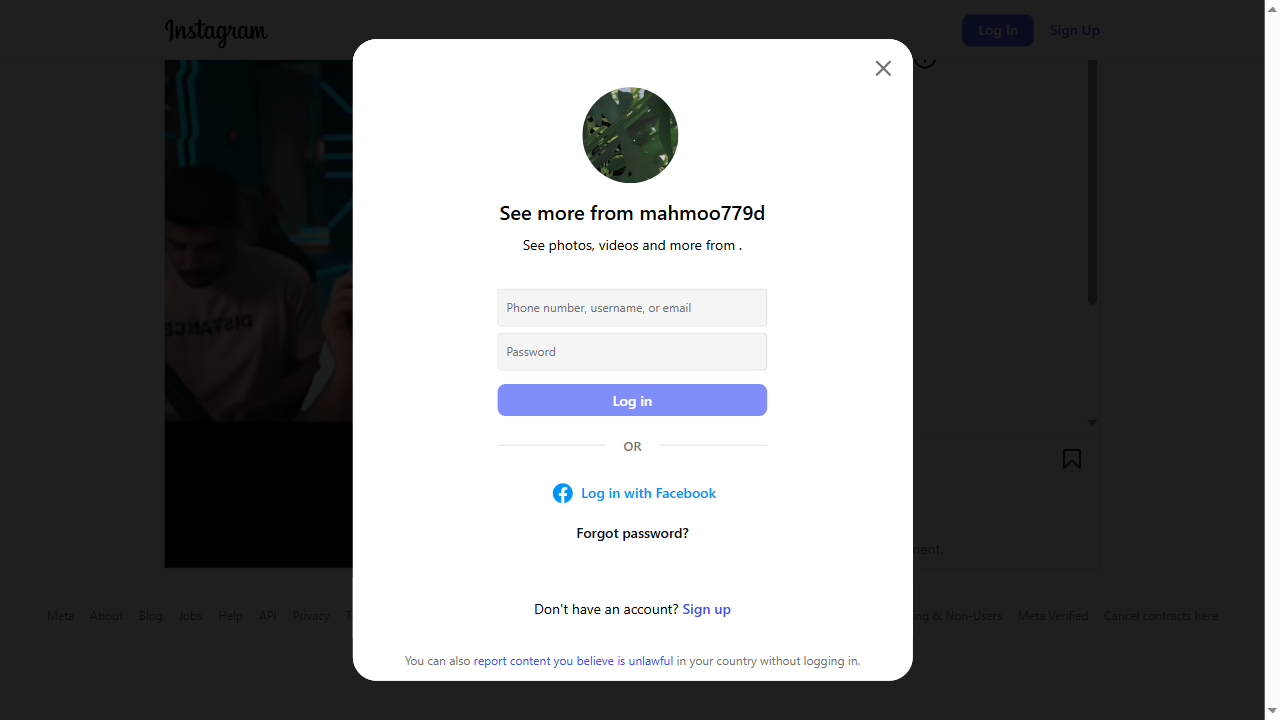 Instagram
Log In
Sign Up
See more from mahmoo779d
See photos, videos and more from .
Phone number, username, or email
Password
Log in
OR
Log in with Facebook
Forgot password?
Don't have an account? Sign up
You can also report content you believe is unlawful in your country without logging in.
DISTANCE
ment.
Meta
About
Blog
Jobs
Help
API
Privacy
ing & Non-Users
Meta Verified
Cancel contracts here